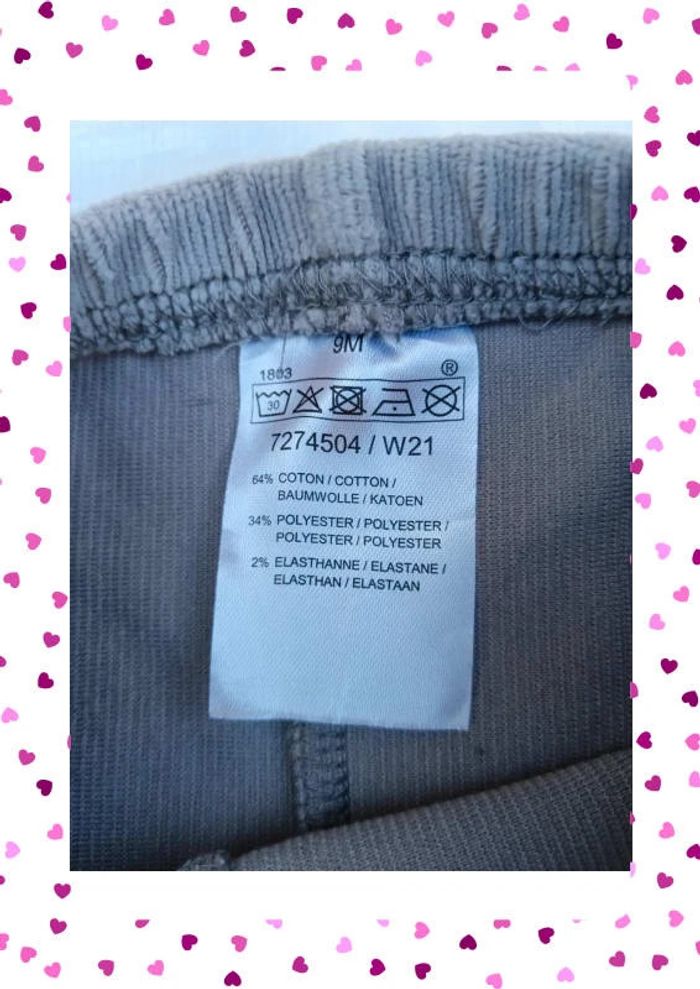 9M
1803
®
30
7274504 / W21
64% COTON / COTTON /
BAUMWOLLE / KATOEN
34% POLYESTER / POLYESTER /
POLYESTER / POLYESTER
2% ELASTHANNE / ELASTANE /
ELASTHAN / ELASTAAN